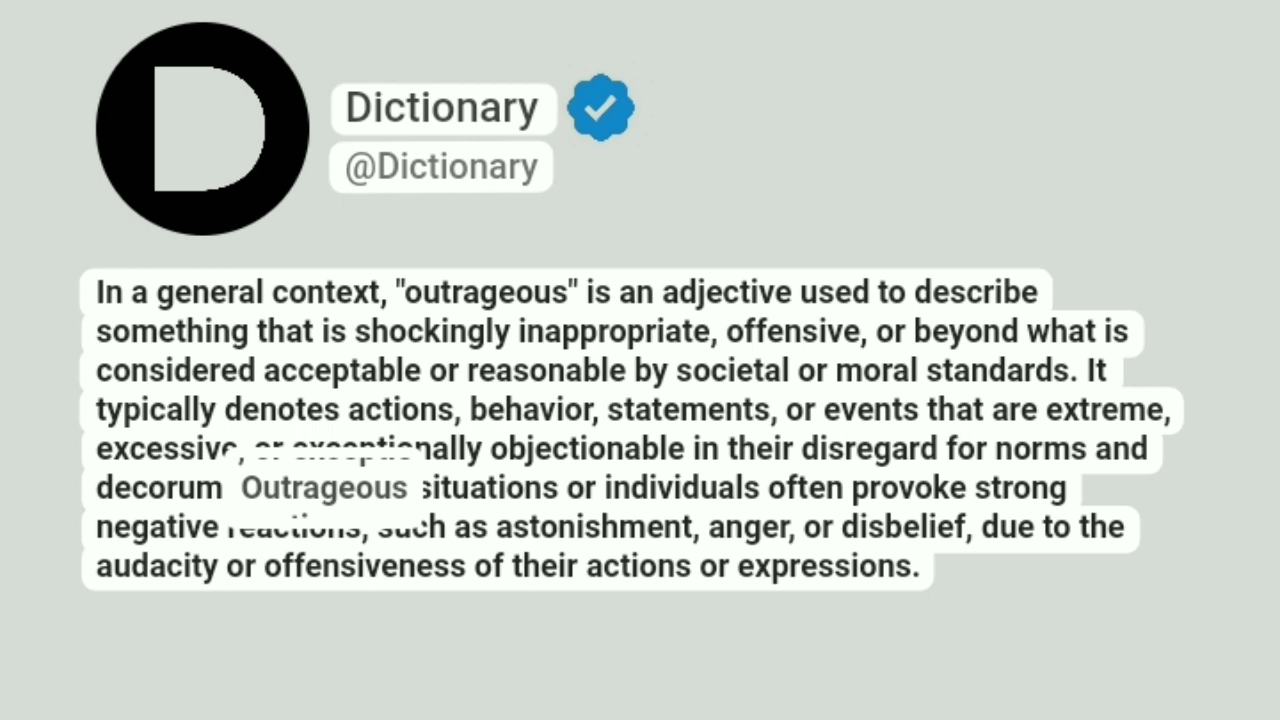 D
Dictionary
@Dictionary
In a general context, "outrageous" is an adjective used to describe
something that is shockingly inappropriate, offensive, or beyond what is
considered acceptable or reasonable by societal or moral standards. It
typically denotes actions, behavior, statements, or events that are extreme,
excessive, or exceptionally objectionable in their disregard for norms and
decorum Outrageous situations or individuals often provoke strong
negative reactions, such as astonishment, anger, or disbelief, due to the
audacity or offensiveness of their actions or expressions.